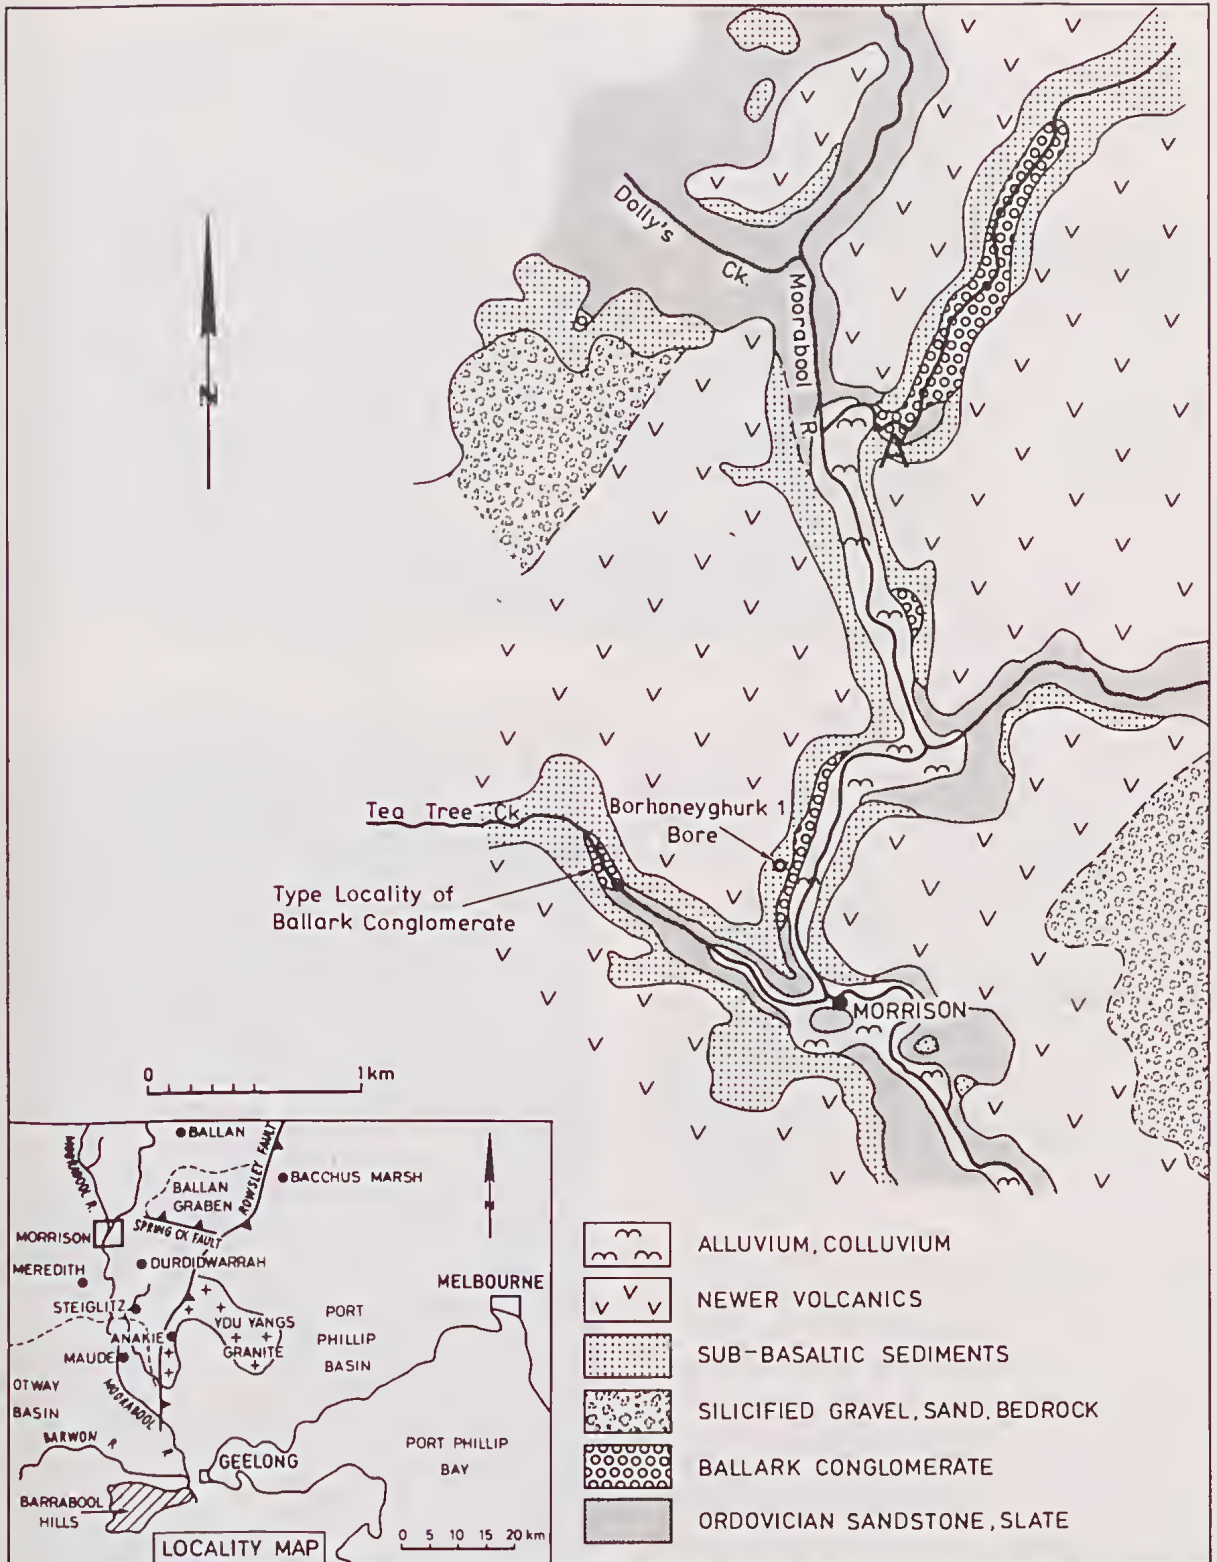 Dolly's
Ck.
Moorabool
R
N
A
Tea Tree Ck.
Borhoneyghurk 1
Bore
Type Locality of
Ballark Conglomerate
MORRISON
0 1km
BALLAN
MOORABOOL R.
ROWSLEY FAULT
BACCHUS MARSH
BALLAN
GRABEN
SPRING CK FAULT
N
MORRISON
MEREDITH
DURDIDWARRAH
MELBOURNE
STEIGLITZ
YOU YANGS
GRANITE
PORT
PHILLIP
BASIN
ANAKIE
MAUDE
OTWAY
BASIN
MOORABOOL
R
BARWON R
GEELONG
PORT PHILLIP
BAY
BARRABOOL
HILLS
LOCALITY MAP
0 5 10 15 20 km
ALLUVIUM, COLLUVIUM
NEWER VOLCANICS
SUB-BASALTIC SEDIMENTS
SILICIFIED GRAVEL, SAND, BEDROCK
BALLARK CONGLOMERATE
ORDOVICIAN SANDSTONE, SLATE